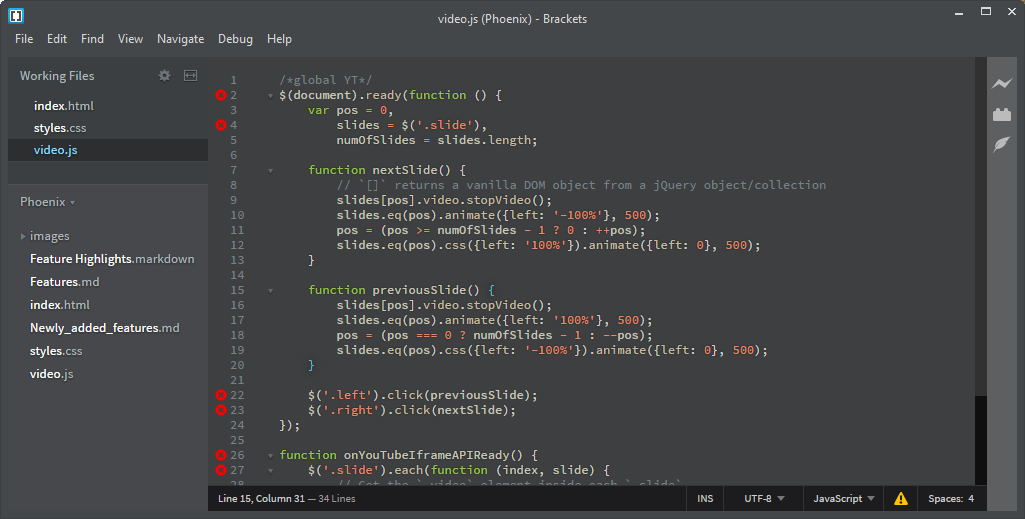 video.js (Phoenix) - Brackets
File Edit Find View Navigate Debug Help
Working Files
index.html
styles.css
video.js
Phoenix
images
Feature Highlights.markdown
Features.md
index.html
Newly_added_features.md
styles.css
video.js
1 /*global YT*/
2 $(document).ready(function () {
3 var pos = 0,
4 slides = $('.slide'),
5 numOfSlides = slides.length;
6
7 function nextSlide() {
8 // `[]` returns a vanilla DOM object from a jQuery object/collection
9 slides[pos].video.stopVideo();
10 slides.eq(pos).animate({left: '-100%'}, 500);
11 pos = (pos >= numOfSlides - 1 ? 0 : ++pos);
12 slides.eq(pos).css({left: '100%'}).animate({left: 0}, 500);
13 }
14
15 function previousSlide() {
16 slides[pos].video.stopVideo();
17 slides.eq(pos).animate({left: '100%'}, 500);
18 pos = (pos === 0 ? numOfSlides - 1 : --pos);
19 slides.eq(pos).css({left: '-100%'}).animate({left: 0}, 500);
20 }
21
22 $('.left').click(previousSlide);
23 $('.right').click(nextSlide);
24 });
25
26 function onYouTubeIframeAPIReady() {
27 $('.slide').each(function (index, slide) {
28 // Get the `.video` element inside each `.slide`
Line 15, Column 31 — 34 Lines INS UTF-8 JavaScript Spaces: 4